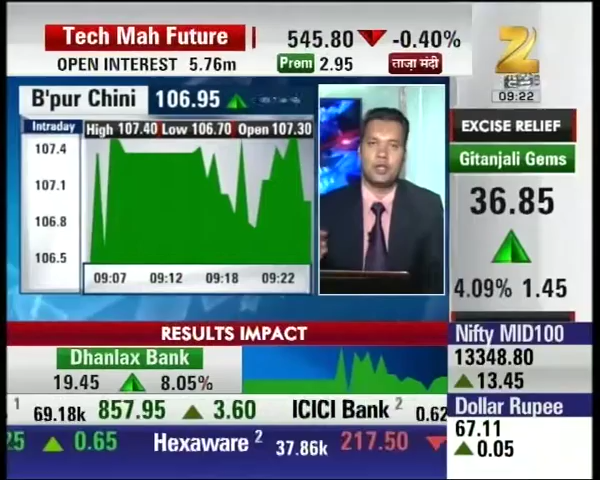 Tech Mah Future
545.80 -0.40%
OPEN INTEREST 5.76m
Prem 2.95 ताज़ा मंदी
09:22
B'pur Chini 106.95
Intraday High 107.40 Low 106.70 Open 107.30
107.4
107.1
106.8
106.5
09:07 09:12 09:18 09:22
EXCISE RELIEF
Gitanjali Gems
36.85
4.09% 1.45
RESULTS IMPACT
Dhanlax Bank
19.45 8.05%
Nifty MID100
13348.80
13.45
Dollar Rupee
67.11
0.05
1 69.18k 857.95 3.60 ICICI Bank 2 0.62
25 0.65 Hexaware 2 37.86k 217.50